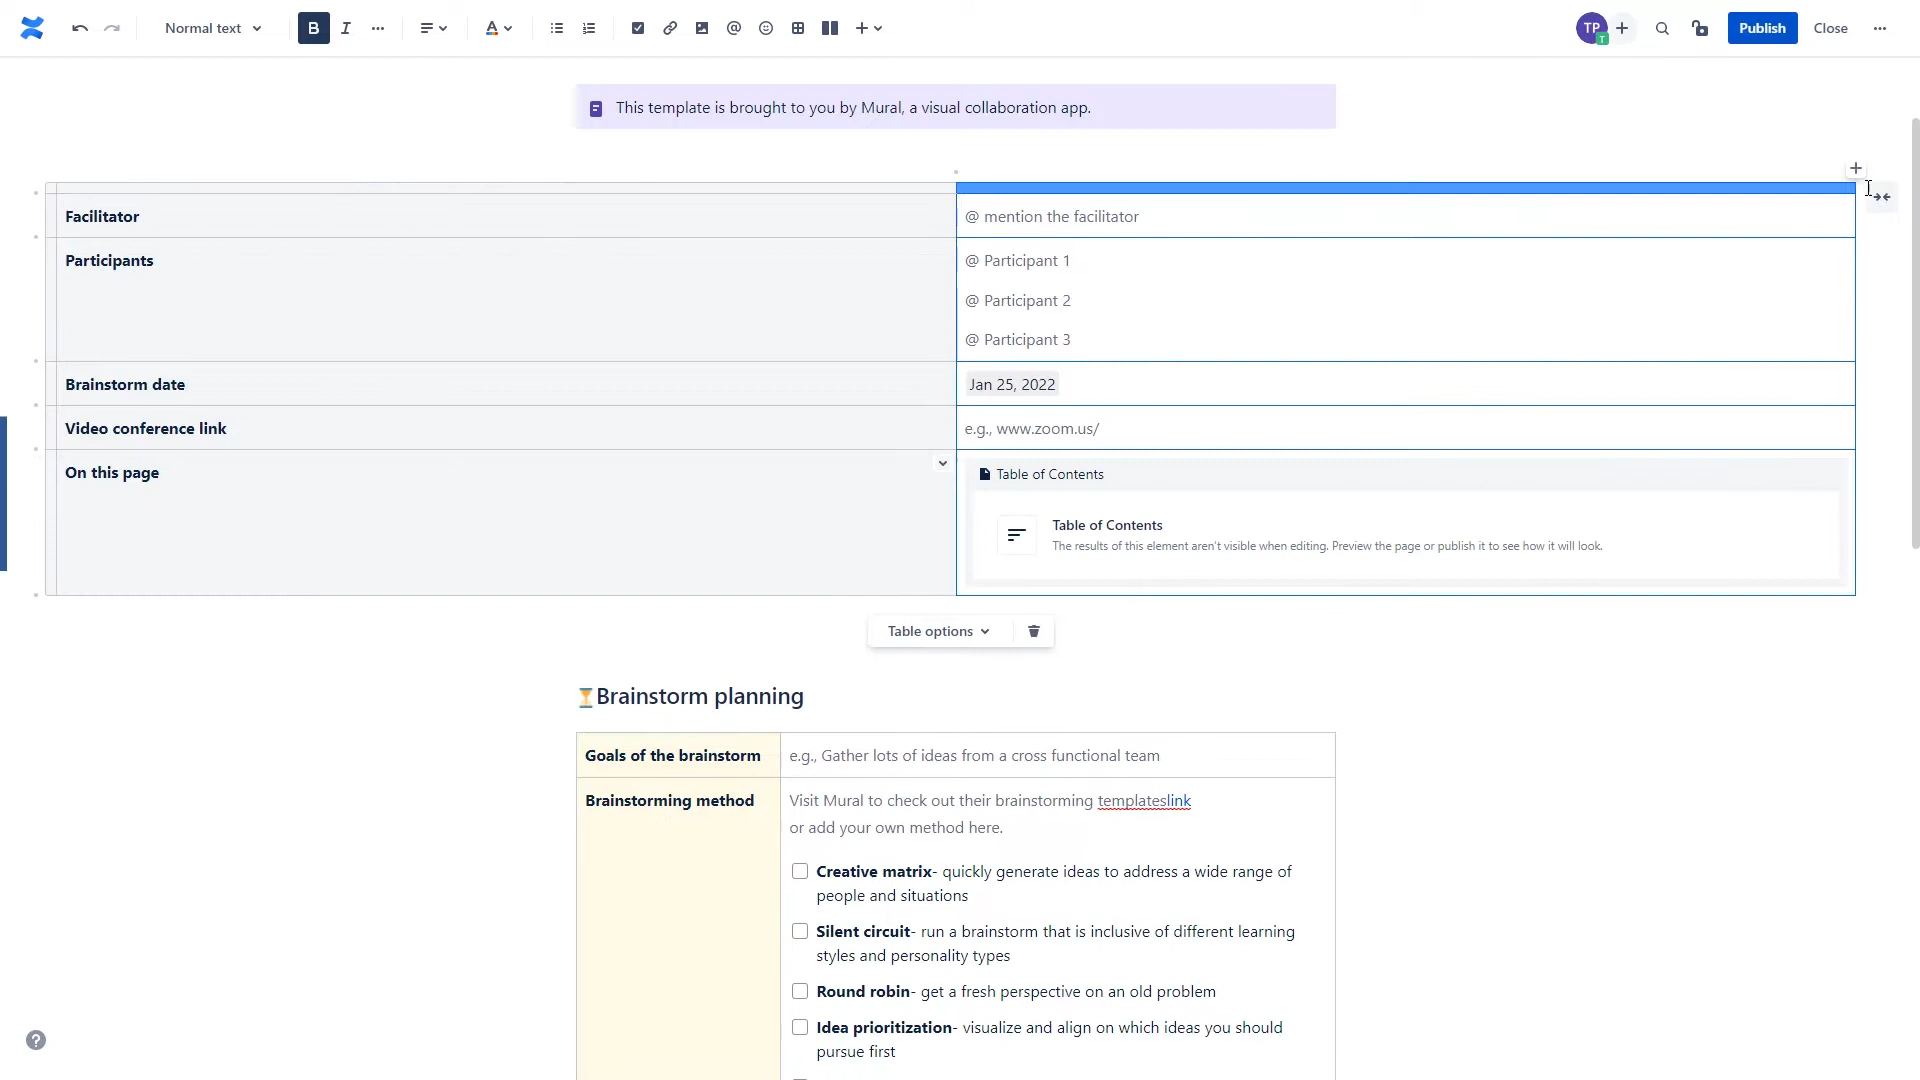 Normal text
B
I
A
TP
T
Publish
Close
This template is brought to you by Mural, a visual collaboration app.
Facilitator
@ mention the facilitator
Participants
@ Participant 1
@ Participant 2
@ Participant 3
Brainstorm date
Jan 25, 2022
Video conference link
e.g., www.zoom.us/
On this page
Table of Contents
Table of Contents
The results of this element aren't visible when editing. Preview the page or publish it to see how it will look.
Table options
⏳Brainstorm planning
Goals of the brainstorm
e.g., Gather lots of ideas from a cross functional team
Brainstorming method
Visit Mural to check out their brainstorming templateslink
or add your own method here.
Creative matrix- quickly generate ideas to address a wide range of
people and situations
Silent circuit- run a brainstorm that is inclusive of different learning
styles and personality types
Round robin- get a fresh perspective on an old problem
Idea prioritization- visualize and align on which ideas you should
pursue first
?